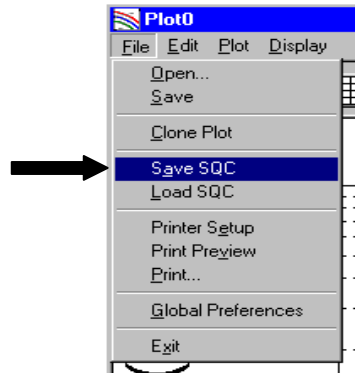 Plot0
File Edit Plot Display
Open...
Save
Clone Plot
Save SQC
Load SQC
Printer Setup
Print Preview
Print...
Global Preferences
Exit